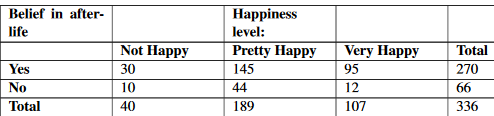 Belief in after- Happiness
life level:
Not Happy Pretty Happy Very Happy Total
Yes 30 145 95 270
No 10 44 12 66
Total 40 189 107 336